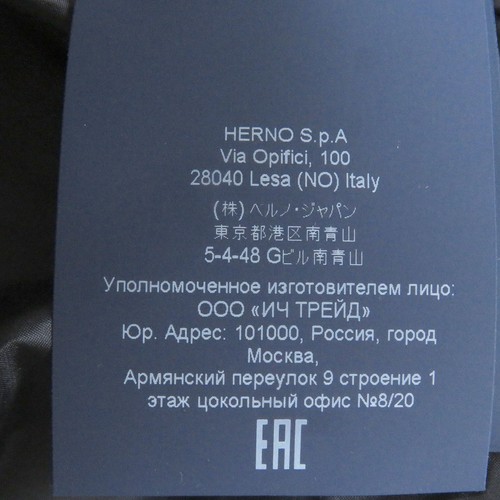 HERNO S.p.A
Via Opifici, 100
28040 Lesa (NO) Italy
(株) ヘルノ・ジャパン
東京都港区南青山
5-4-48 Gビル南青山
Уполномоченное изготовителем лицо:
ООО «ИЧ ТРЕЙД»
Юр. Адрес: 101000, Россия, город
Москва,
Армянский переулок 9 строение 1
этаж цокольный офис №8/20
EAC